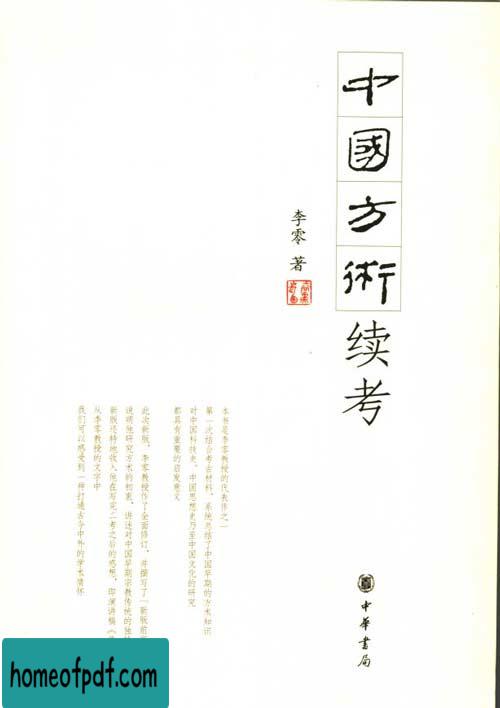 中國方術续考
李零 著
本书是李零教授的代表作之一
第一次结合考古材料，系统总结了中国早期的方术知识
对中国科技史、中国思想史乃至中国文化的研究
都具有重要的启发意义
此次新版，李零教授作了全面修订，并撰写了「新版前
说明他研究方术的初衷，讲述对中国早期宗教传统的独
新版还特地收入他在写完二考之后的感想，即演讲稿《
从李零教授的文字中
我们可以感受到一种打通古今中外的学术情怀
中華書局
homeofpdf.com